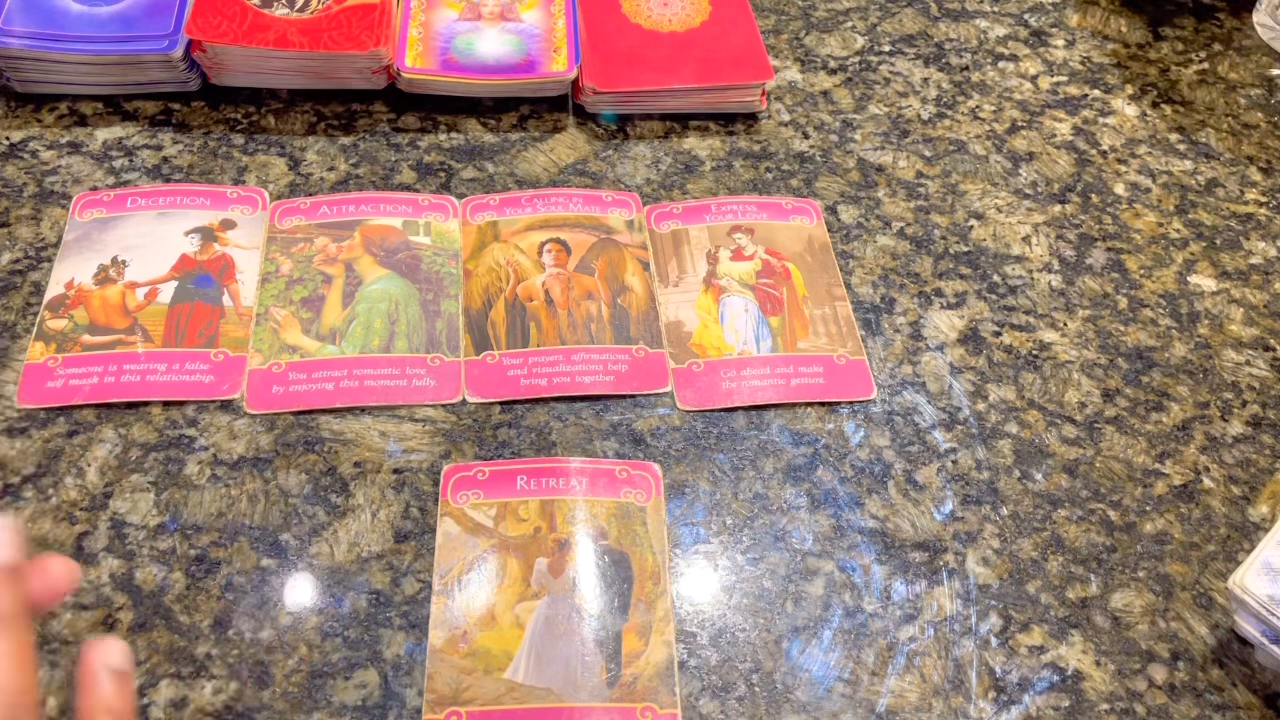 DECEPTION
Someone is wearing a false-
self mask in this relationship.
ATTRACTION
You attract romantic love
by enjoying this moment fully.
CALLING IN
YOUR SOUL MATE
Your prayers, affirmations,
and visualizations help
bring you together.
EXPRESS
YOUR LOVE
Go ahead and make
the romantic gesture.
RETREAT